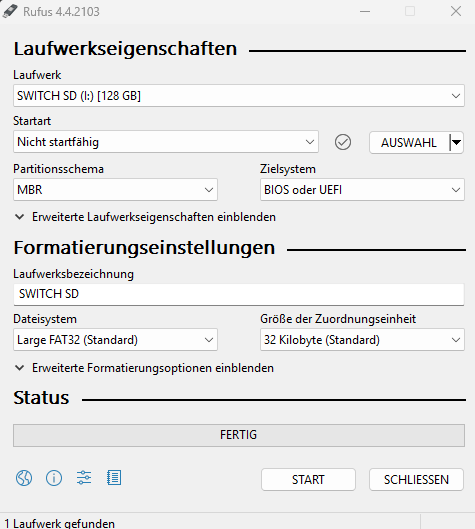 Rufus 4.4.2103
Laufwerkseigenschaften
Laufwerk
SWITCH SD (I:) [128 GB]
Startart
Nicht startfähig
AUSWAHL
Partitionsschema
Zielsystem
MBR
BIOS oder UEFI
Erweiterte Laufwerkseigenschaften einblenden
Formatierungseinstellungen
Laufwerksbezeichnung
SWITCH SD
Dateisystem
Größe der Zuordnungseinheit
Large FAT32 (Standard)
32 Kilobyte (Standard)
Erweiterte Formatierungsoptionen einblenden
Status
FERTIG
START
SCHLIESSEN
1 Laufwerk gefunden